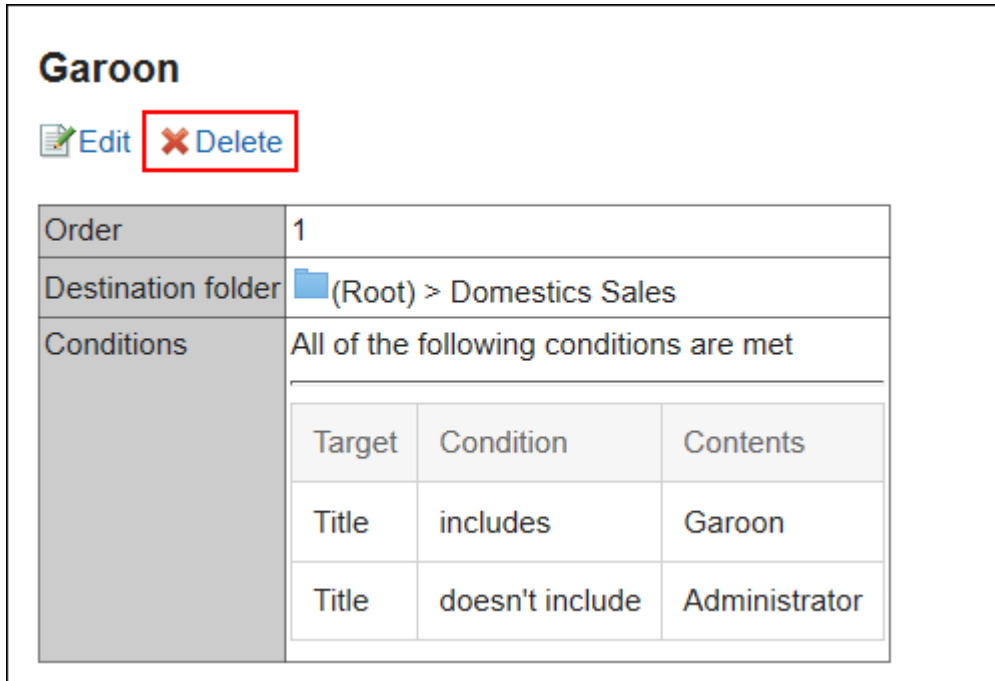 Garoon
Edit Delete
Order 1
Destination folder (Root) > Domestics Sales
Conditions All of the following conditions are met
Target Condition Contents
Title includes Garoon
Title doesn't include Administrator